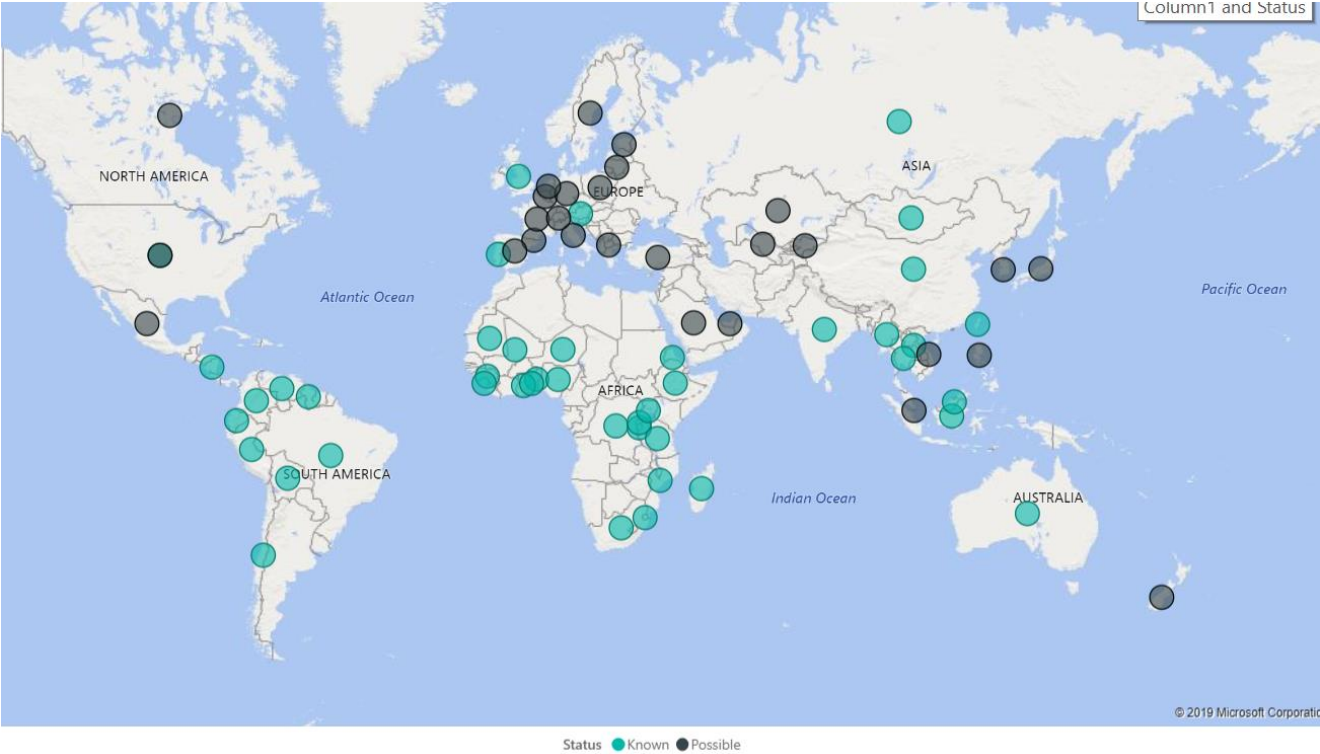 Column1 and Status
NORTH AMERICA
EUROPE
ASIA
Atlantic Ocean
Pacific Ocean
AFRICA
SOUTH AMERICA
Indian Ocean
AUSTRALIA
© 2019 Microsoft Corporatio
Status Known Possible